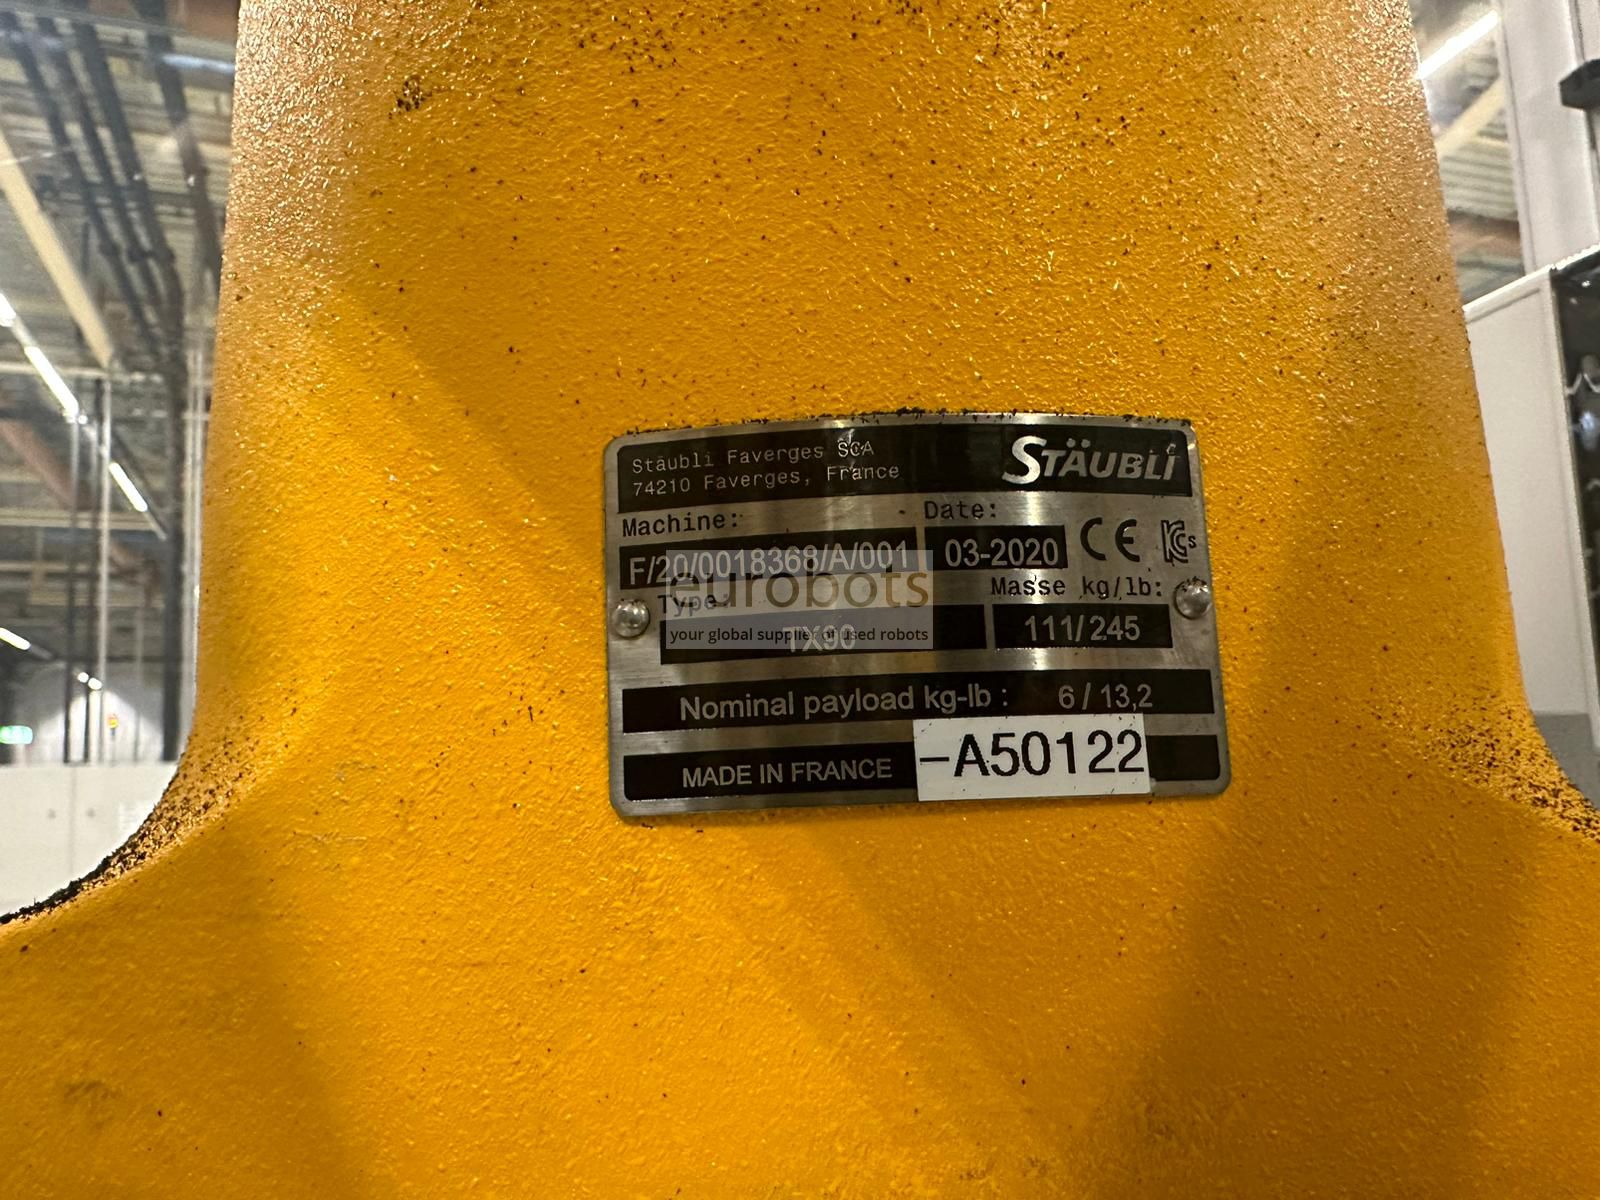 Stäubli Faverges SCA
74210 Faverges, France
STÄUBLI
Machine:
Date:
F/20/0018368/A/001
03-2020
CE
eurobots
Type:
Masse kg/lb:
your global supplier of used robots
TX90
111/245
Nominal payload kg-lb : 6 / 13,2
MADE IN FRANCE
-A50122